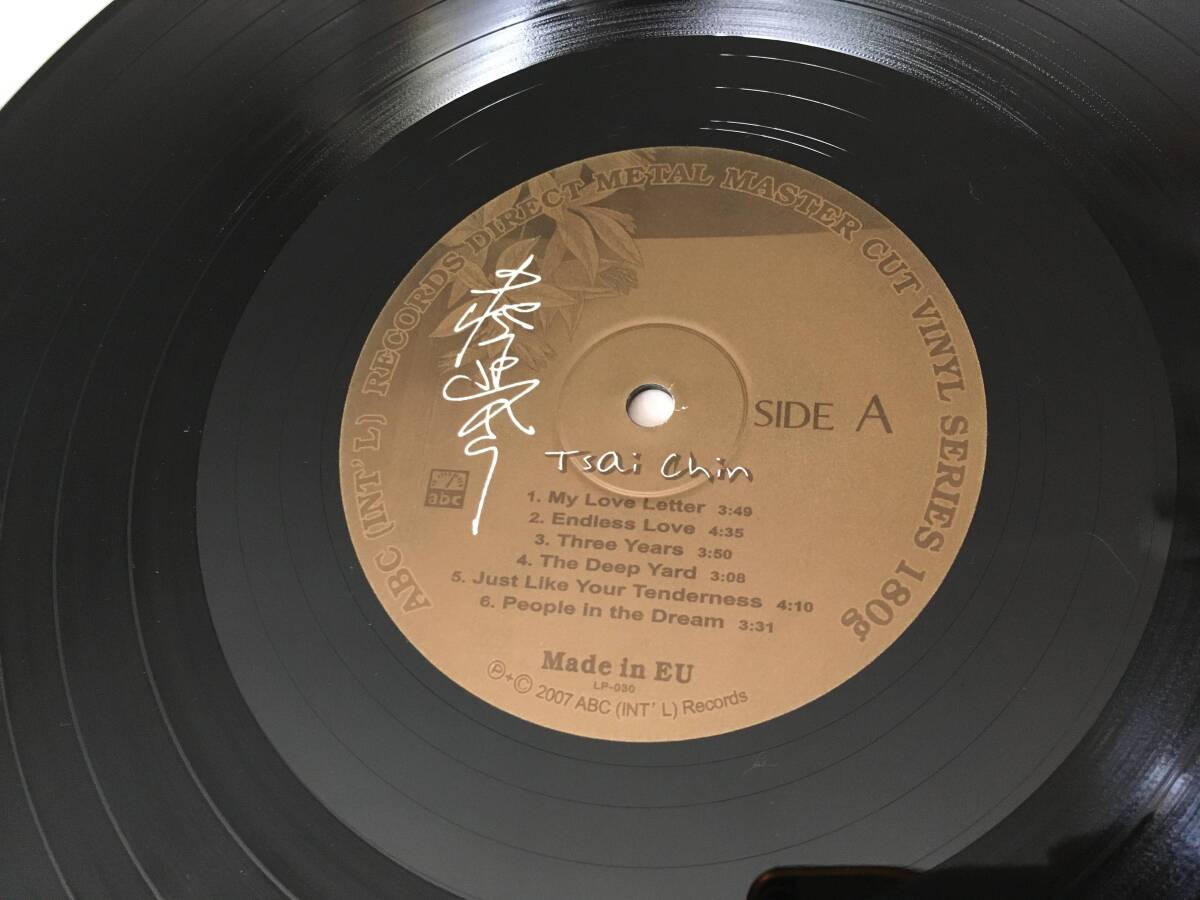 ABC (INT'L) RECORDS DIRECT METAL MASTER CUT VINYL SERIES 180g
蔡琴
SIDE A
Tsai Chin
abc
1. My Love Letter 3:49
2. Endless Love 4:35
3. Three Years 3:50
4. The Deep Yard 3:08
5. Just Like Your Tenderness 4:10
6. People in the Dream 3:31
Made in EU
LP-030
℗+© 2007 ABC (INT'L) Records